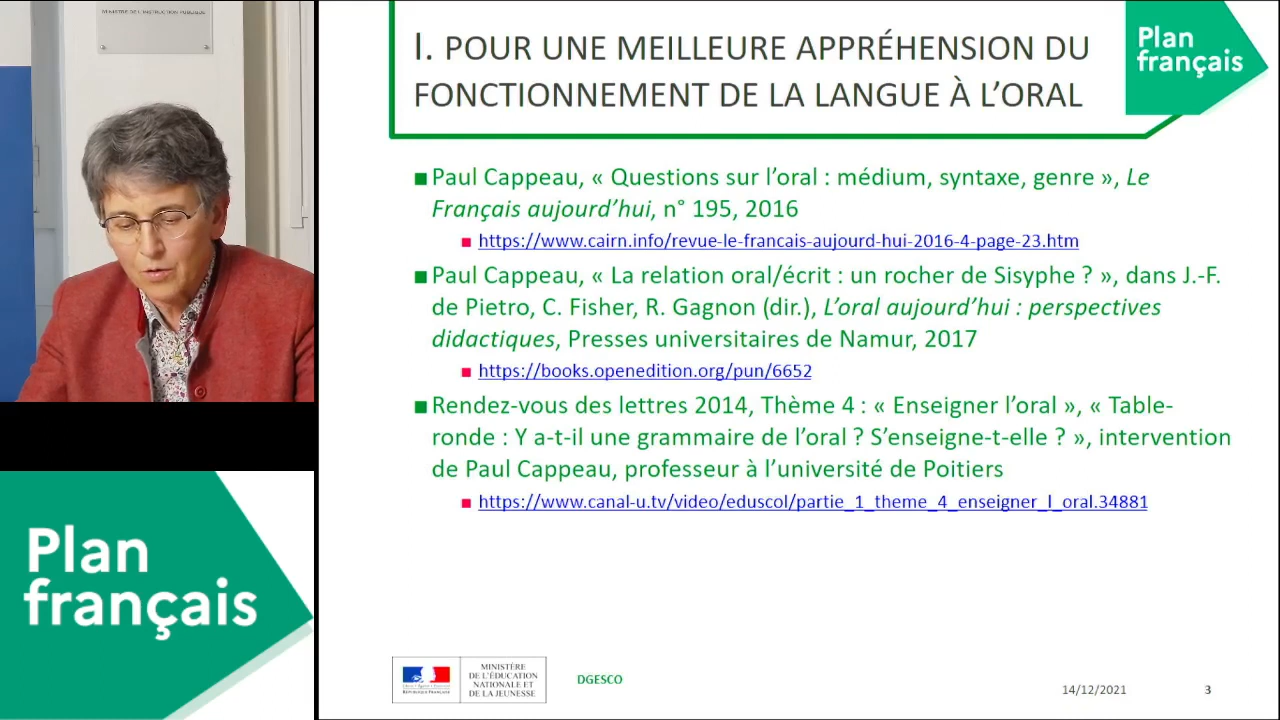 MINISTRE DE L'INSTRUCTION PUBLIQUE
I. POUR UNE MEILLEURE APPRÉHENSION DU
FONCTIONNEMENT DE LA LANGUE À L'ORAL
Plan
français
Paul Cappeau, « Questions sur l'oral : médium, syntaxe, genre », Le
Français aujourd'hui, n° 195, 2016
https://www.cairn.info/revue-le-francais-aujourd-hui-2016-4-page-23.htm
Paul Cappeau, « La relation oral/écrit : un rocher de Sisyphe ? », dans J.-F.
de Pietro, C. Fisher, R. Gagnon (dir.), L'oral aujourd'hui : perspectives
didactiques, Presses universitaires de Namur, 2017
https://books.openedition.org/pun/6652
Rendez-vous des lettres 2014, Thème 4 : « Enseigner l'oral », « Table-
ronde : Y a-t-il une grammaire de l'oral ? S'enseigne-t-elle ? », intervention
de Paul Cappeau, professeur à l'université de Poitiers
https://www.canal-u.tv/video/eduscol/partie_1_theme_4_enseigner_l_oral.34881
Plan
français
RÉPUBLIQUE FRANÇAISE
MINISTÈRE
DE L'ÉDUCATION
NATIONALE ET
DE LA JEUNESSE
DGESCO
14/12/2021
3